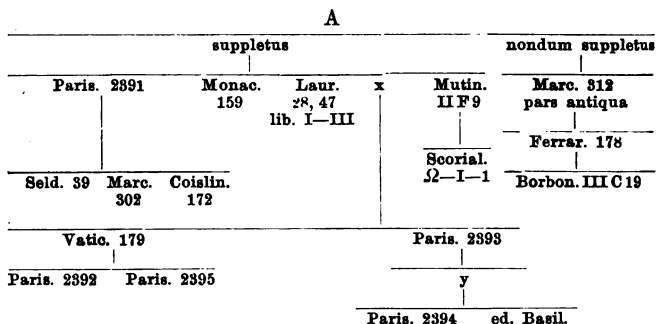 A
suppletus nondum suppletus
Paris. 2391 Monac. Laur. x Mutin. Marc. 312
159 28, 47 II F 9 pars antiqua
lib. I—III
Ferrar. 178
Scorial.
Seld. 39 Marc. Coislin. Ω—I—1 Borbon. III C 19
302 172
Vatic. 179 Paris. 2393
Paris. 2392 Paris. 2395 y
Paris. 2394 ed. Basil.